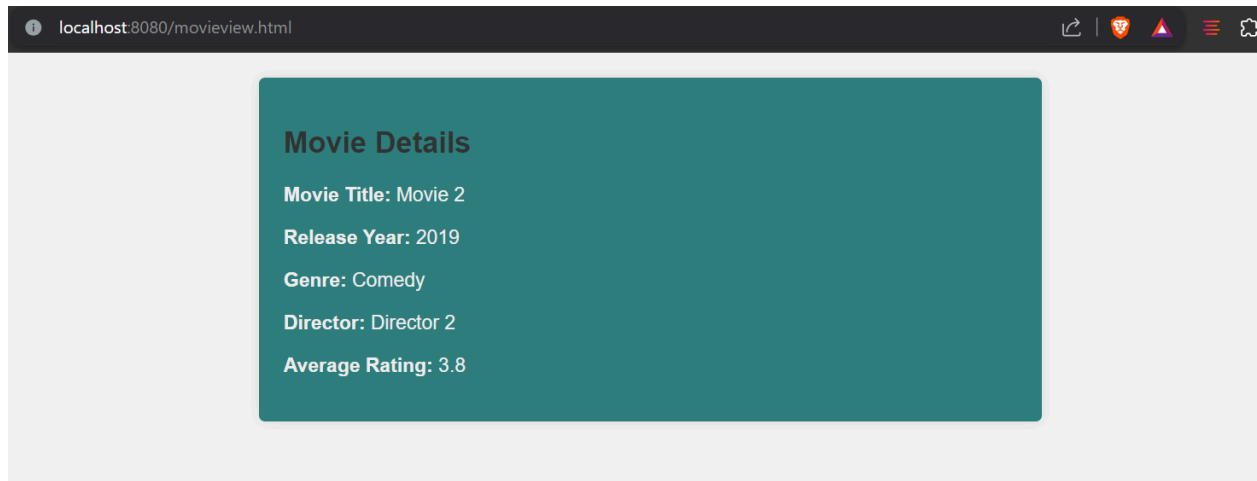 localhost:8080/movieview.html
Movie Details
Movie Title: Movie 2
Release Year: 2019
Genre: Comedy
Director: Director 2
Average Rating: 3.8